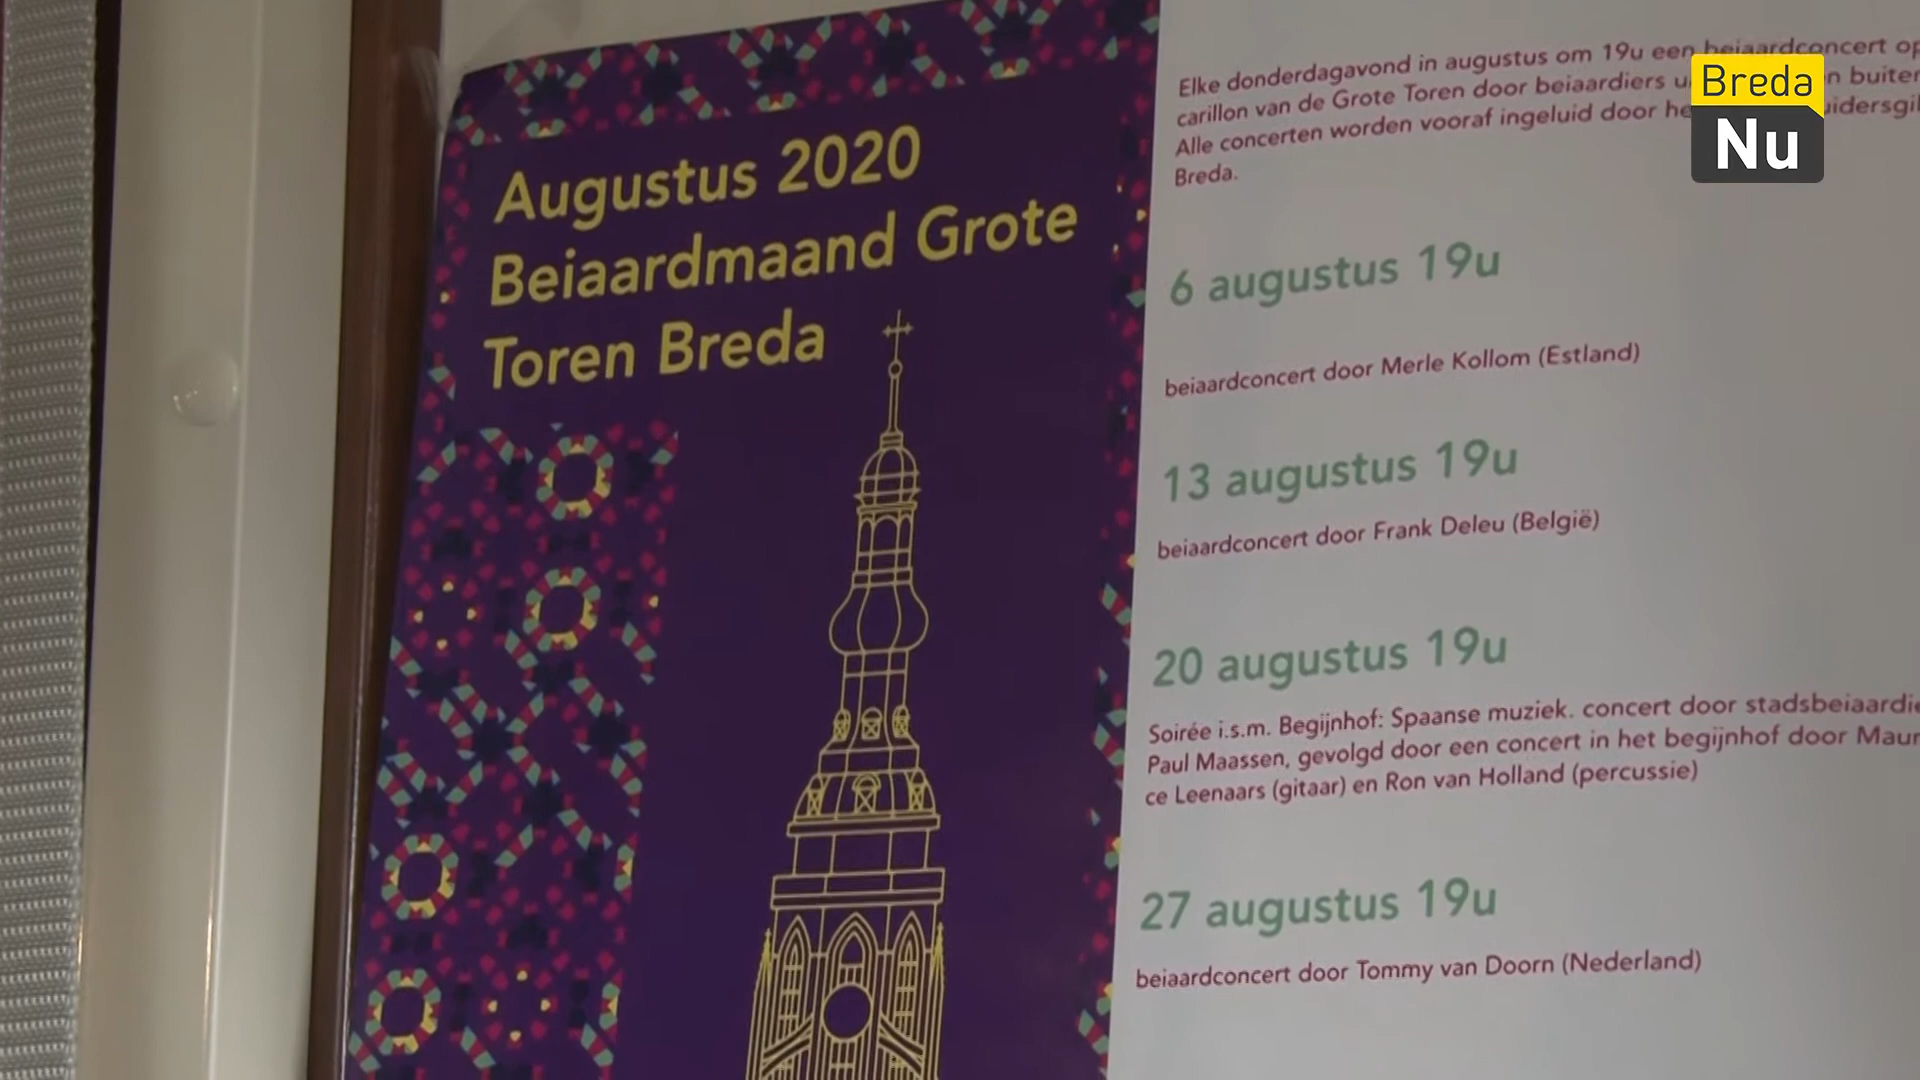 Augustus 2020
Beiaardmaand Grote
Toren Breda
Elke donderdagavond in augustus om 19u een beiaardconcert op
carillon van de Grote Toren door beiaardiers
n buiten
Alle concerten worden vooraf ingeluid door
Breda.
6 augustus 19u
beiaardconcert door Merle Kollom (Estland)
13 augustus 19u
beiaardconcert door Frank Deleu (België)
20 augustus 19u
Soirée i.s.m. Begijnhof: Spaanse muziek. concert door stadsbeiaardie
Paul Maassen, gevolgd door een concert in het begijnhof door Maur
ce Leenaars (gitaar) en Ron van Holland (percussie)
27 augustus 19u
beiaardconcert door Tommy van Doorn (Nederland)
Breda
Nu